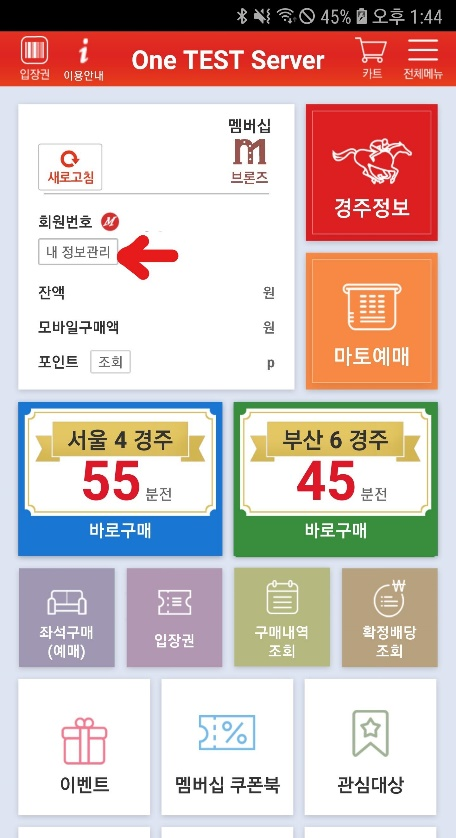 45% 오후 1:44
입장권
이용안내
One TEST Server
카트
전체메뉴
멤버십
m
브론즈
새로고침
회원번호 M
내 정보관리
잔액 원
모바일구매액 원
포인트 조회 p
경주정보
마토예매
서울 4 경주
55 분전
바로구매
부산 6 경주
45 분전
바로구매
좌석구매
(예매)
입장권
구매내역
조회
₩
확정배당
조회
이벤트
%
멤버십 쿠폰북
관심대상